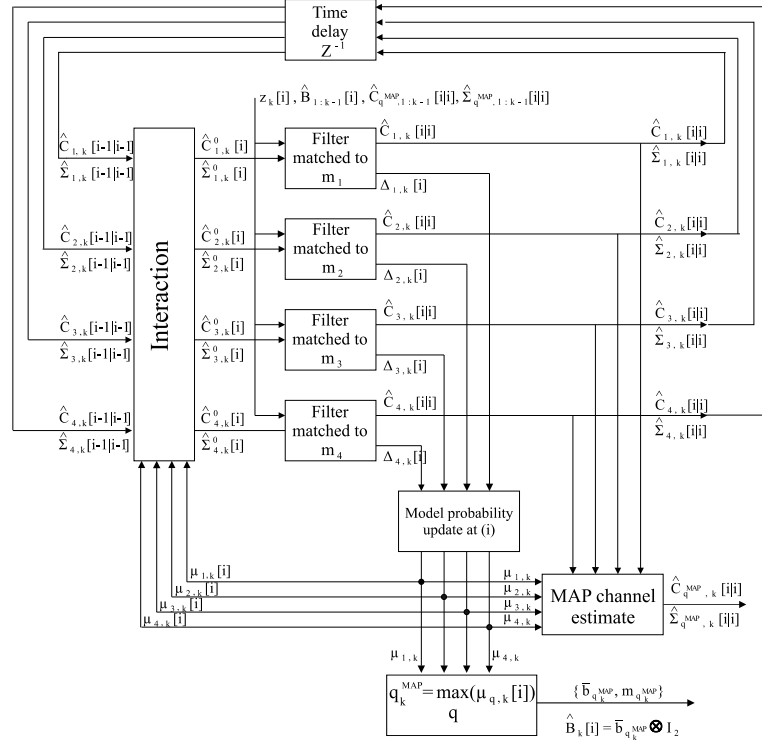 Time
delay
Z⁻¹
z_k[i], B̂_{1:k-1}[i], Ĉ_{q^{MAP},1:k-1}[i|i], Σ̂_{q^{MAP},1:k-1}[i|i]
Ĉ_{1,k}[i-1|i-1]
Σ̂_{1,k}[i-1|i-1]
Ĉ_{2,k}[i-1|i-1]
Σ̂_{2,k}[i-1|i-1]
Ĉ_{3,k}[i-1|i-1]
Σ̂_{3,k}[i-1|i-1]
Ĉ_{4,k}[i-1|i-1]
Σ̂_{4,k}[i-1|i-1]
Interaction
Ĉ⁰_{1,k}[i]
Σ̂⁰_{1,k}[i]
Ĉ⁰_{2,k}[i]
Σ̂⁰_{2,k}[i]
Ĉ⁰_{3,k}[i]
Σ̂⁰_{3,k}[i]
Ĉ⁰_{4,k}[i]
Σ̂⁰_{4,k}[i]
Filter
matched to
m₁
Filter
matched to
m₂
Filter
matched to
m₃
Filter
matched to
m₄
Ĉ_{1,k}[i|i]
Δ_{1,k}[i]
Ĉ_{2,k}[i|i]
Δ_{2,k}[i]
Ĉ_{3,k}[i|i]
Δ_{3,k}[i]
Ĉ_{4,k}[i|i]
Δ_{4,k}[i]
Ĉ_{1,k}[i|i]
Σ̂_{1,k}[i|i]
Ĉ_{2,k}[i|i]
Σ̂_{2,k}[i|i]
Ĉ_{3,k}[i|i]
Σ̂_{3,k}[i|i]
Ĉ_{4,k}[i|i]
Σ̂_{4,k}[i|i]
Model probability
update at (i)
μ_{1,k}[i]
μ_{2,k}[i]
μ_{3,k}[i]
μ_{4,k}[i]
μ_{1,k}
μ_{2,k}
μ_{3,k}
μ_{4,k}
MAP channel
estimate
Ĉ_{q^{MAP},k}[i|i]
Σ̂_{q^{MAP},k}[i|i]
μ_{1,k}
μ_{4,k}
q_k^{MAP}=max(μ_{q,k}[i])
q
{b̅_{q_k^{MAP}}, m_{q_k^{MAP}}}
B̂_k[i] = b̅_{q_k^{MAP}} ⊗ I₂